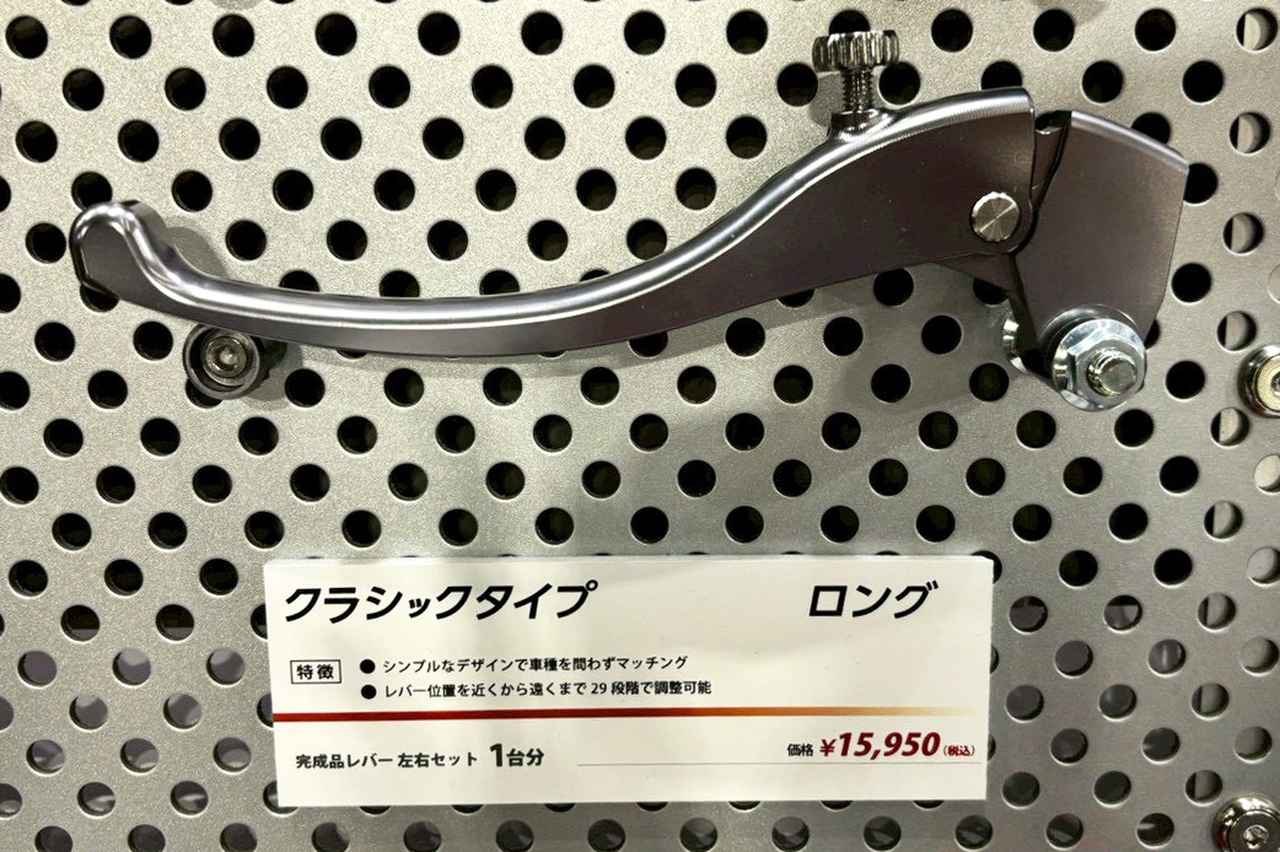 クラシックタイプ ロング
特徴 ● シンプルなデザインで車種を問わずマッチング
● レバー位置を近くから遠くまで 29 段階で調整可能
完成品レバー 左右セット 1台分 価格 ¥15,950(税込)